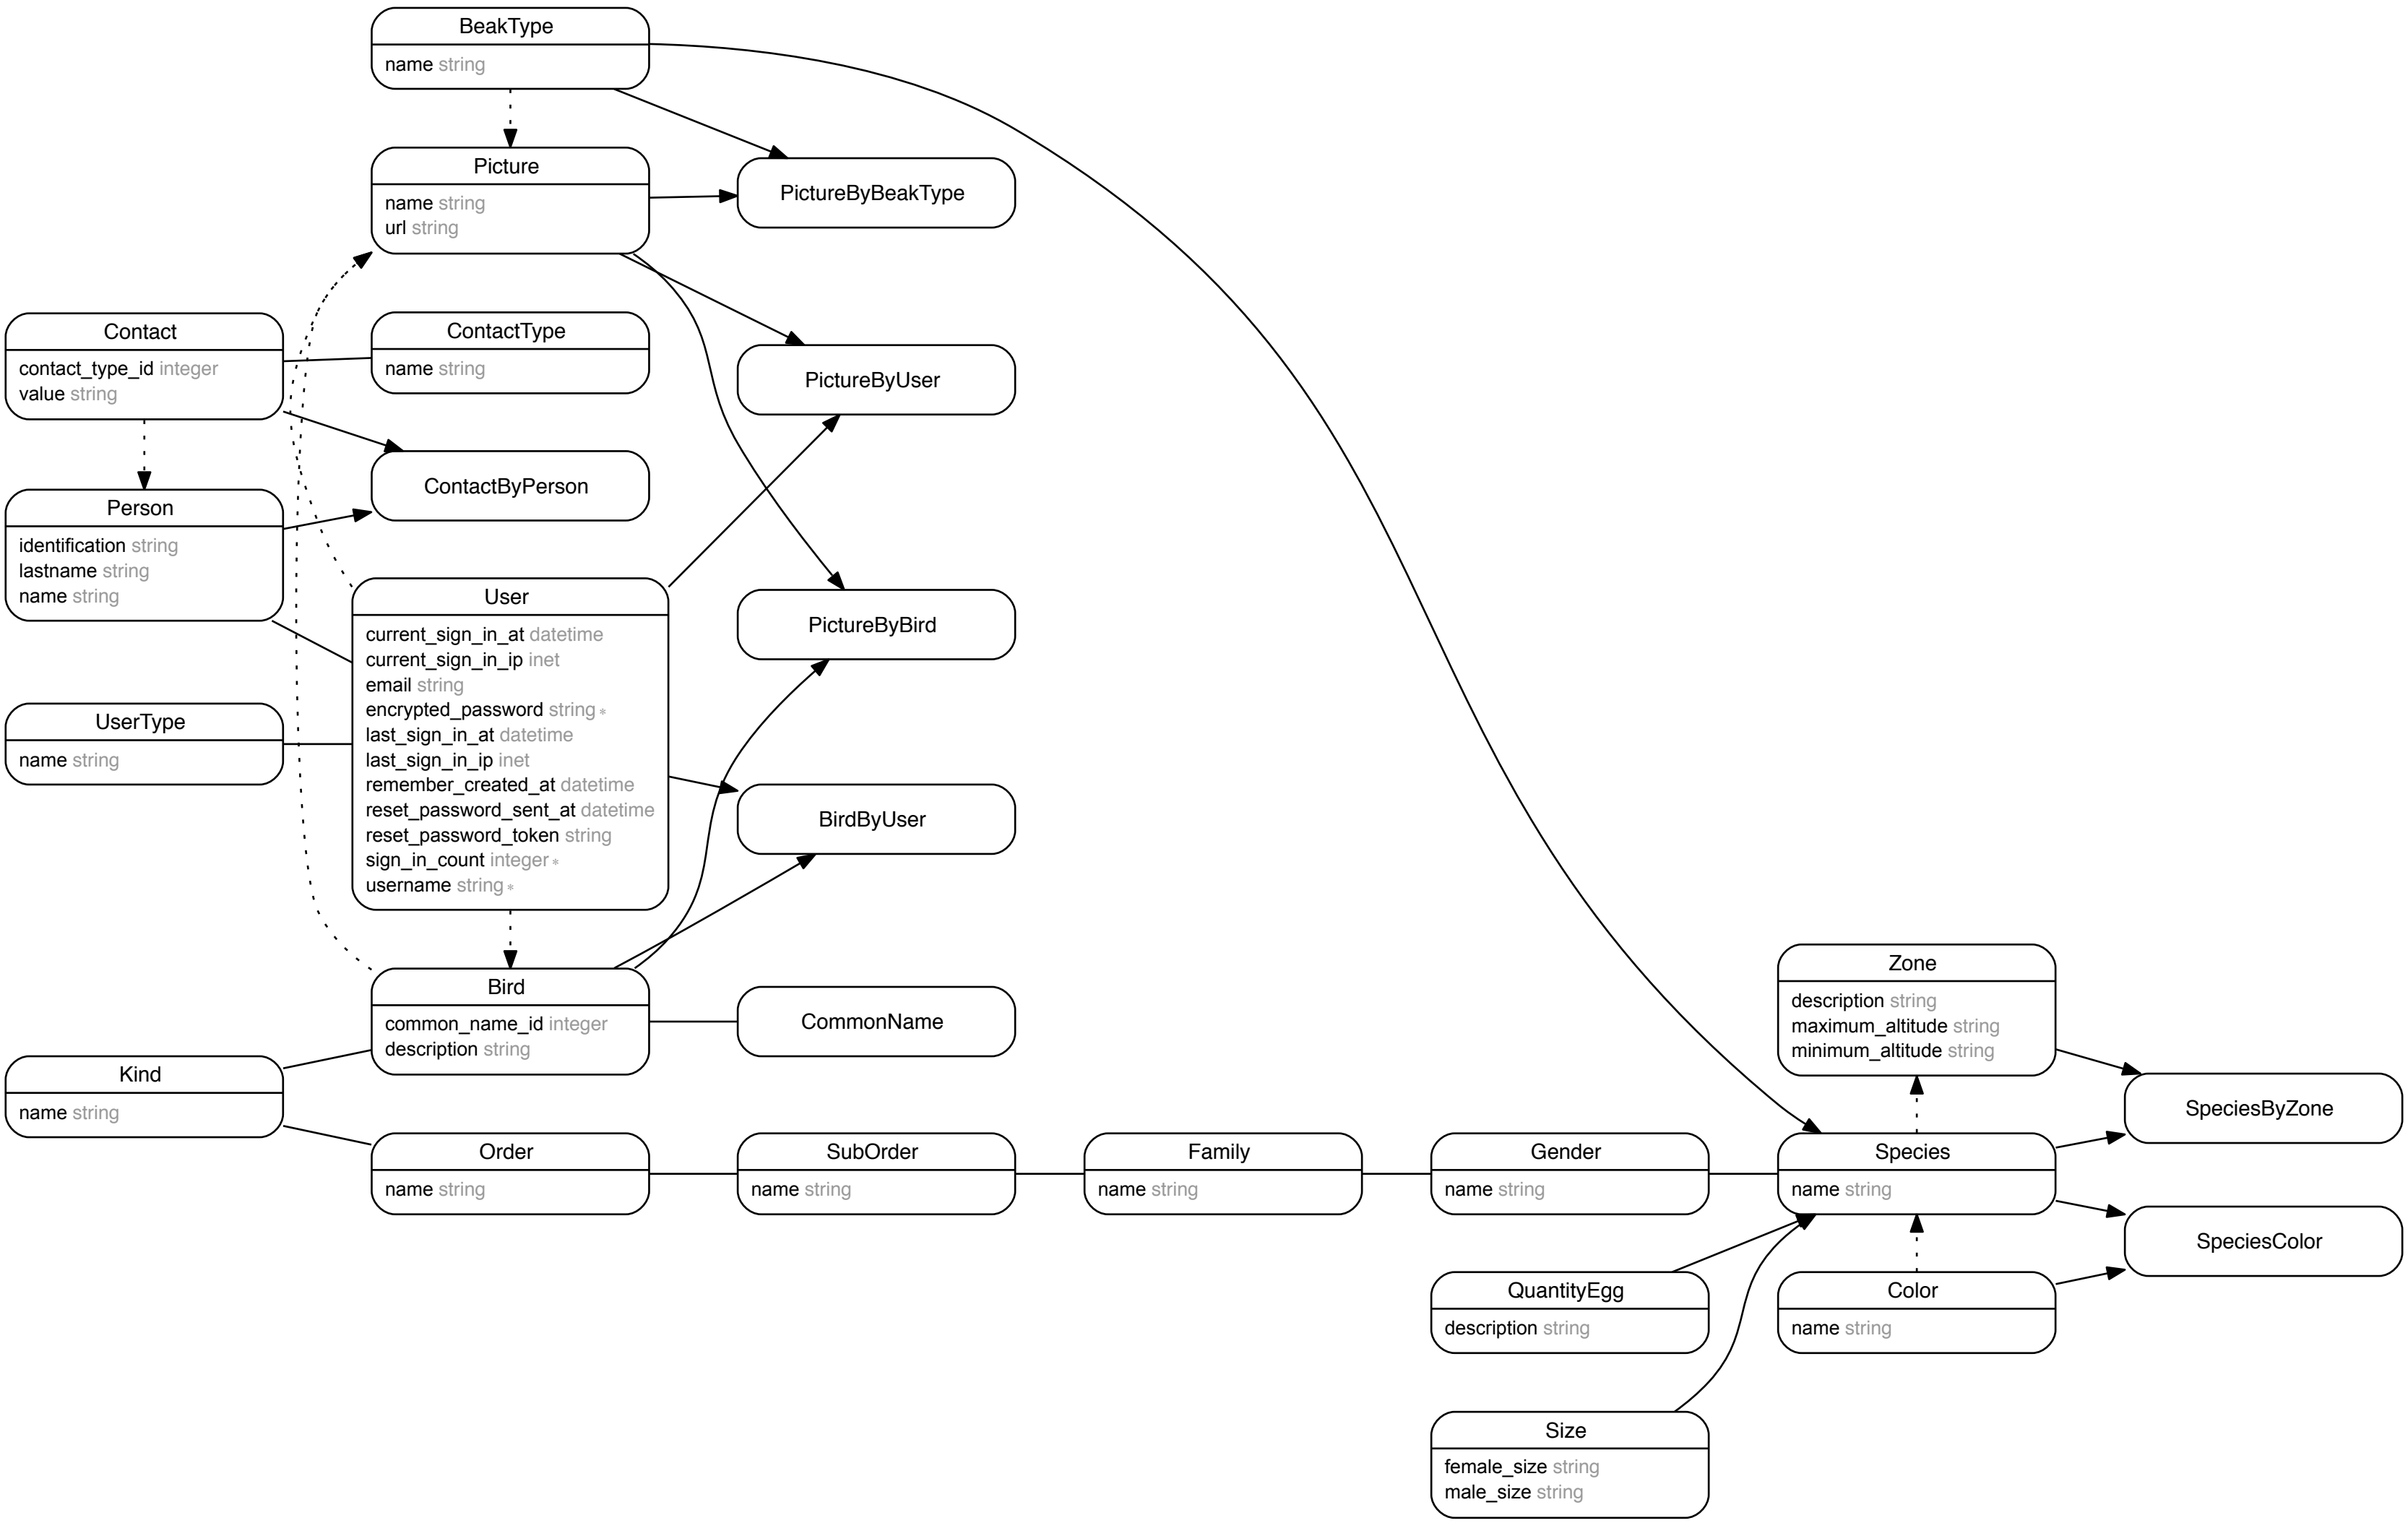 BeakType
name string
Picture
name string
url string
PictureByBeakType
Contact
contact_type_id integer
value string
ContactType
name string
PictureByUser
ContactByPerson
Person
identification string
lastname string
name string
User
current_sign_in_at datetime
current_sign_in_ip inet
email string
encrypted_password string *
last_sign_in_at datetime
last_sign_in_ip inet
remember_created_at datetime
reset_password_sent_at datetime
reset_password_token string
sign_in_count integer *
username string *
PictureByBird
UserType
name string
BirdByUser
Bird
common_name_id integer
description string
CommonName
Zone
description string
maximum_altitude string
minimum_altitude string
Kind
name string
SpeciesByZone
Order
name string
SubOrder
name string
Family
name string
Gender
name string
Species
name string
SpeciesColor
QuantityEgg
description string
Color
name string
Size
female_size string
male_size string